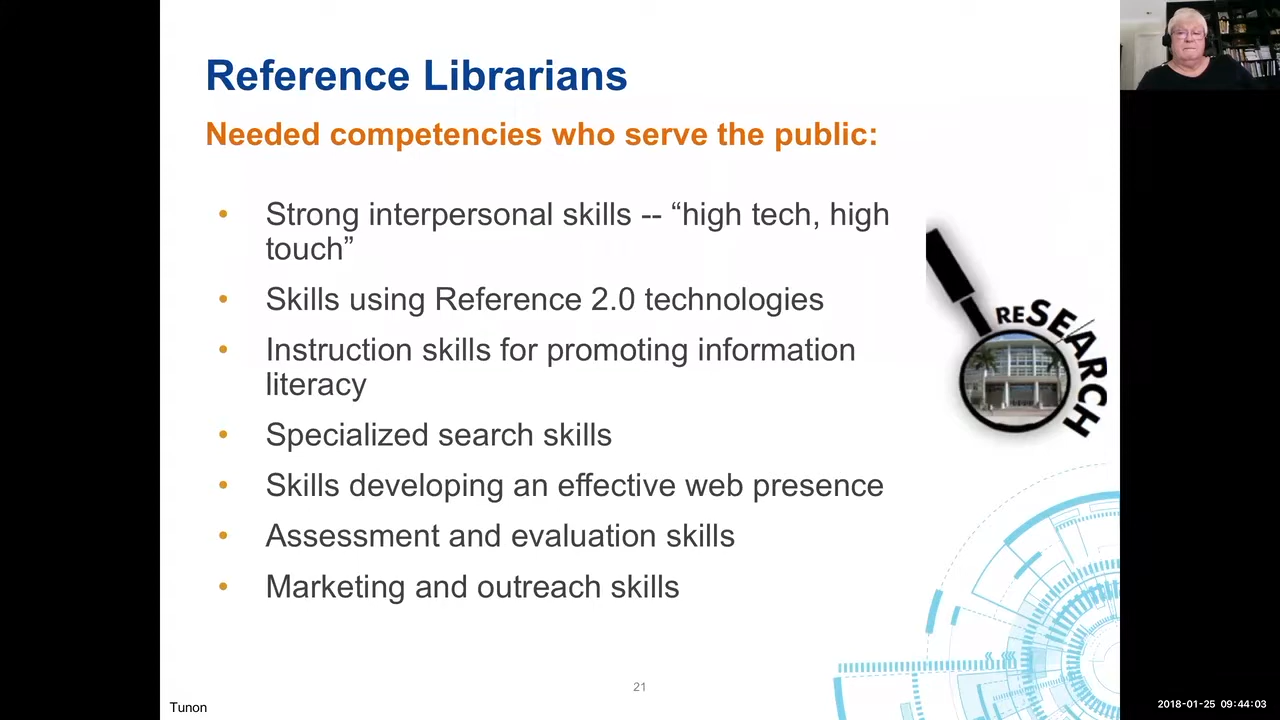 Reference Librarians
Needed competencies who serve the public:
• Strong interpersonal skills -- “high tech, high
touch”
• Skills using Reference 2.0 technologies
• Instruction skills for promoting information
literacy
• Specialized search skills
• Skills developing an effective web presence
• Assessment and evaluation skills
• Marketing and outreach skills
RESEARCH
21
Tunon
2018-01-25 09:44:03